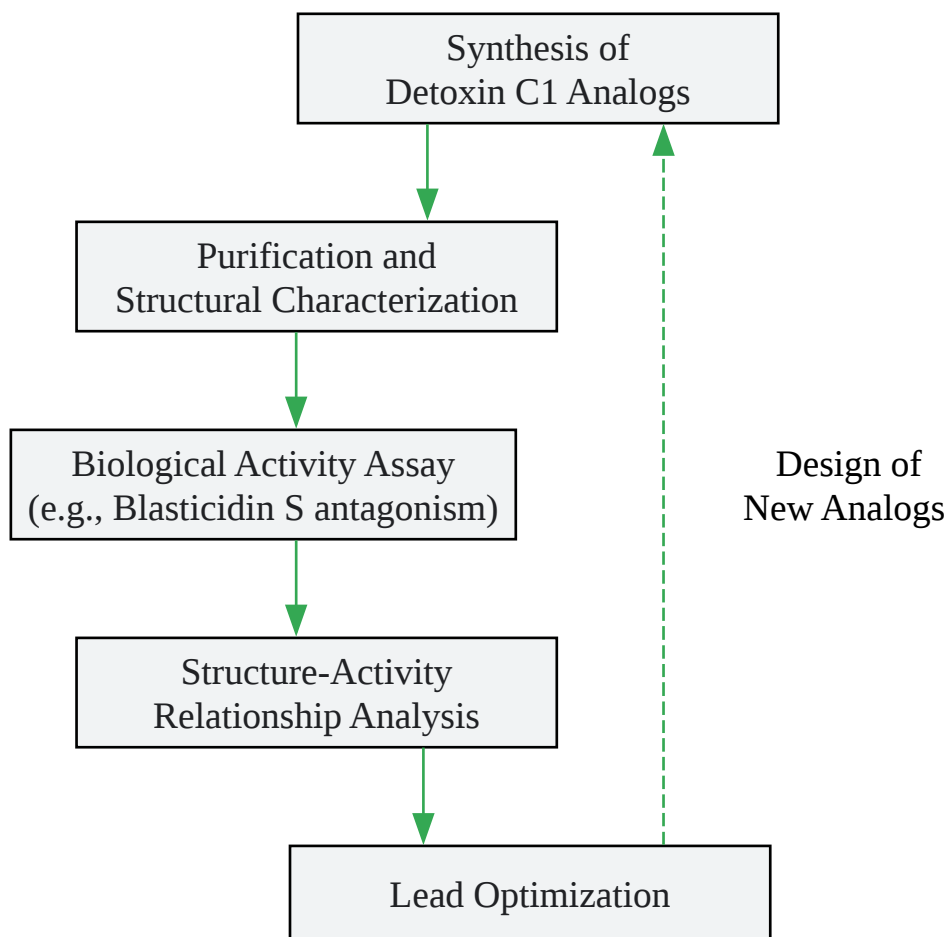 Synthesis of
Detoxin C1 Analogs
Purification and
Structural Characterization
Biological Activity Assay
(e.g., Blasticidin S antagonism)
Design of
New Analogs
Structure-Activity
Relationship Analysis
Lead Optimization